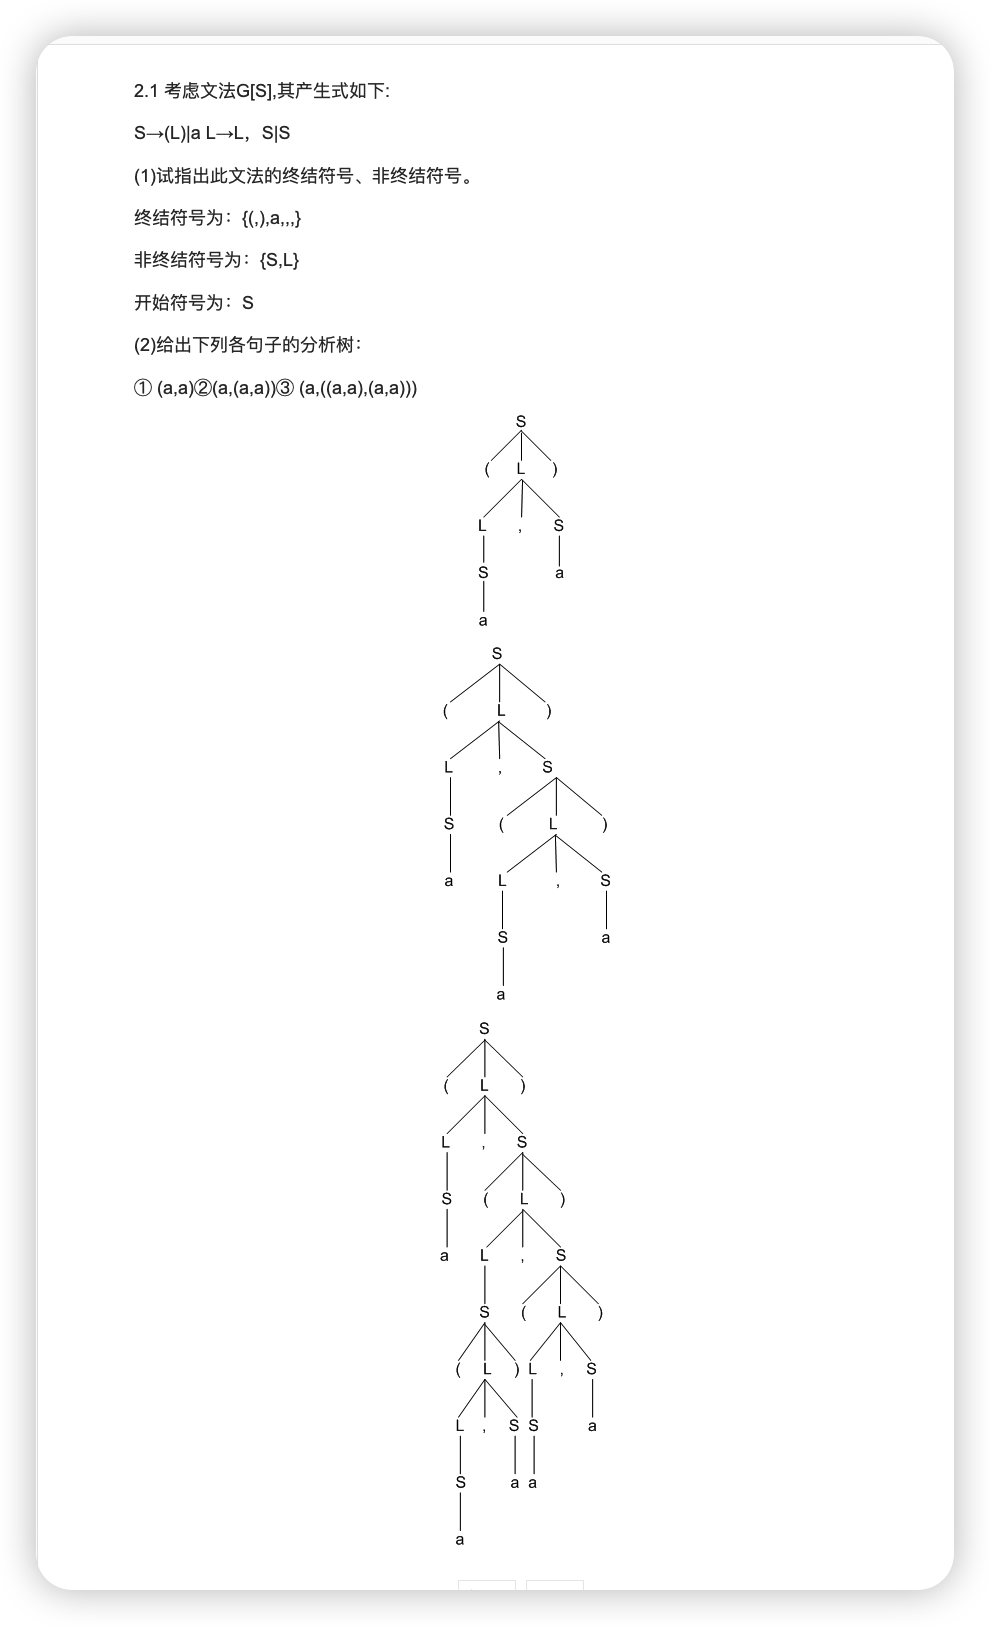 2.1 考虑文法G[S],其产生式如下:
S→(L)|a L→L，S|S
(1)试指出此文法的终结符号、非终结符号。
终结符号为：{(,),a,,,}
非终结符号为：{S,L}
开始符号为：S
(2)给出下列各句子的分析树：
① (a,a)②(a,(a,a))③ (a,((a,a),(a,a)))
S
( L )
L , S
S a
a
S
( L )
L , S
S ( L )
a L , S
S a
a
S
( L )
L , S
S ( L )
a L , S
S ( L )
( L ) L , S
L , S S a
S a a
a